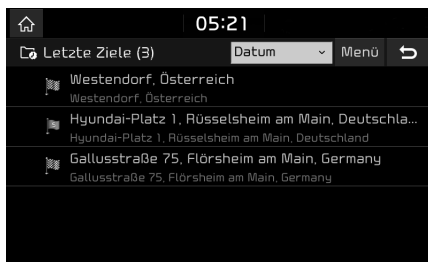 05:21
Letzte Ziele (3) Datum Menü
Westendorf, Österreich
Westendorf, Österreich
Hyundai-Platz 1, Rüsselsheim am Main, Deutschla...
Hyundai-Platz 1, Rüsselsheim am Main, Deutschland
Gallusstraße 75, Flörsheim am Main, Germany
Gallusstraße 75, Flörsheim am Main, Germany